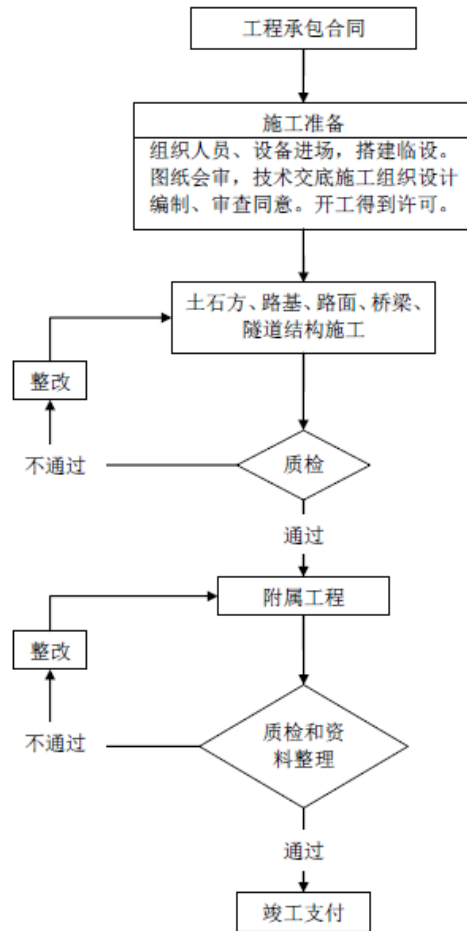 工程承包合同
施工准备
组织人员、设备进场，搭建临设。
图纸会审，技术交底施工组织设计
编制、审查同意。开工得到许可。
土石方、路基、路面、桥梁、
隧道结构施工
整改
不通过
质检
通过
附属工程
整改
不通过
质检和资
料整理
通过
竣工支付